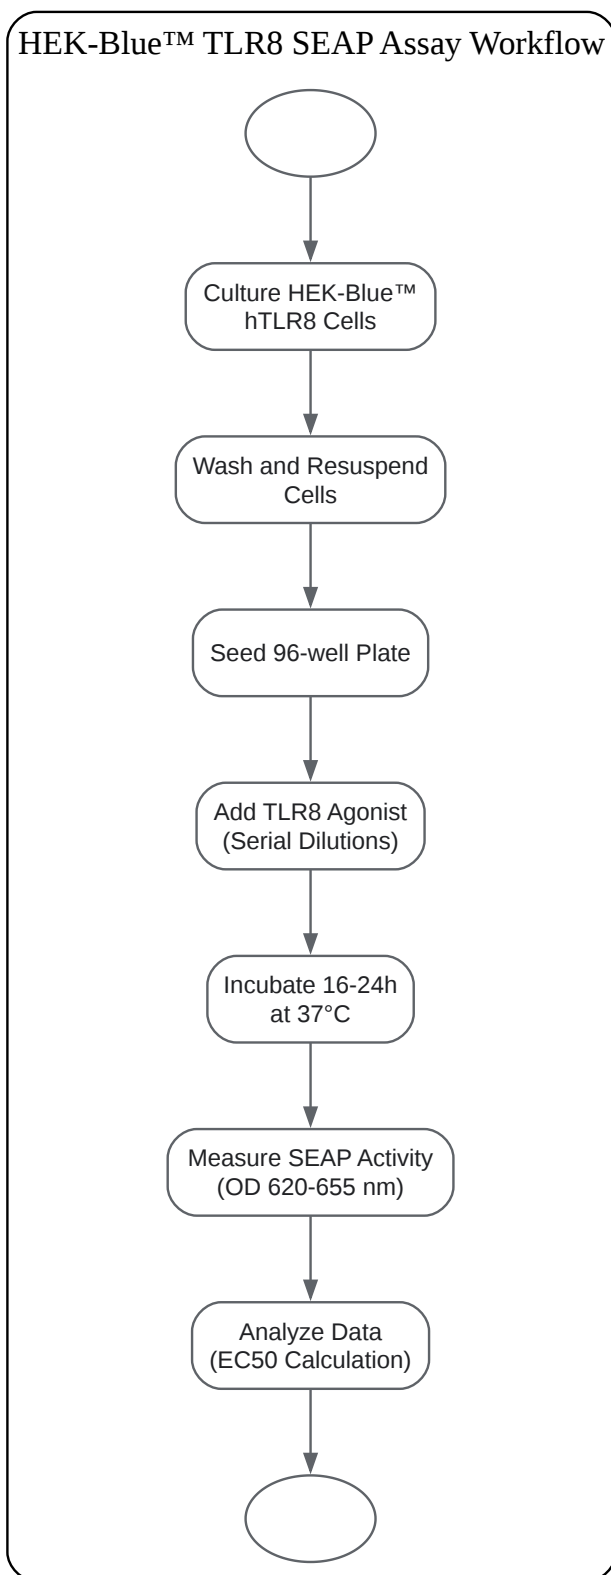 HEK-Blue™ TLR8 SEAP Assay Workflow
Culture HEK-Blue™
hTLR8 Cells
Wash and Resuspend
Cells
Seed 96-well Plate
Add TLR8 Agonist
(Serial Dilutions)
Incubate 16-24h
at 37°C
Measure SEAP Activity
(OD 620-655 nm)
Analyze Data
(EC50 Calculation)